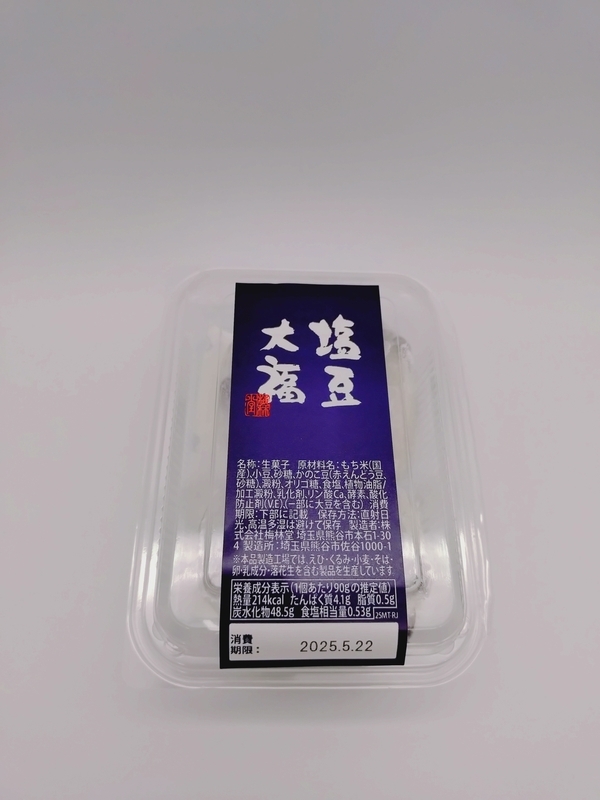 塩豆
大福
梅林堂
名称:生菓子 原材料名:もち米(国
産)、小豆、砂糖、かのこ豆(赤えんどう豆、
砂糖)、澱粉、オリゴ糖、食塩、植物油脂/
加工澱粉、乳化剤、リン酸Ca、酵素、酸化
防止剤(V.E)、(一部に大豆を含む) 消費
期限:下部に記載 保存方法:直射日
光、高温多湿は避けて保存 製造者:株
式会社梅林堂 埼玉県熊谷市本石1-30
4 製造所:埼玉県熊谷市佐谷1000-1
※本品製造工場では、えび・くるみ・小麦・そば・
卵・乳成分・落花生を含む製品を生産しています
栄養成分表示(1個あたり90gの推定値)
熱量214kcal たんぱく質4.1g 脂質0.5g
炭水化物48.5g 食塩相当量0.53g 25MT RJ
消費
期限: 2025.5.22